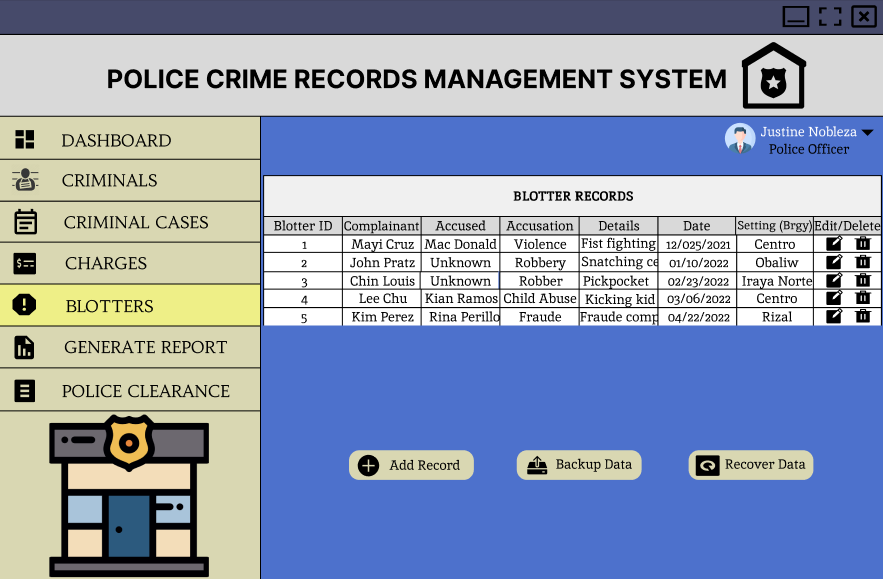 POLICE CRIME RECORDS MANAGEMENT SYSTEM
Justine Nobleza
Police Officer
DASHBOARD
CRIMINALS
CRIMINAL CASES
CHARGES
BLOTTERS
GENERATE REPORT
POLICE CLEARANCE
BLOTTER RECORDS
Blotter ID Complainant Accused Accusation Details Date Setting (Brgy) Edit/Delete
1 Mayi Cruz Mac Donald Violence Fist fighting 12/025/2021 Centro
2 John Pratz Unknown Robbery Snatching ce 01/10/2022 Obaliw
3 Chin Louis Unknown Robber Pickpocket 02/23/2022 Iraya Norte
4 Lee Chu Kian Ramos Child Abuse Kicking kid 03/06/2022 Centro
5 Kim Perez Rina Perillo Fraude Fraude comp 04/22/2022 Rizal
Add Record Backup Data Recover Data